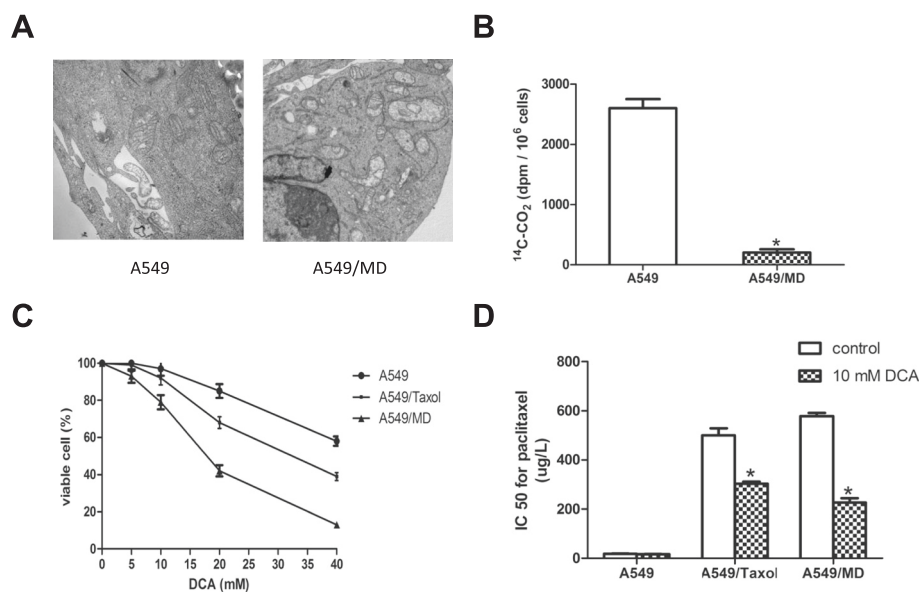 A
B
A549
A549/MD
¹⁴C-CO₂ (dpm / 10⁶ cells)
3000
2000
1000
0
*
A549
A549/MD
C
D
viable cell (%)
100
80
60
40
20
0
0
5
10
15
20
25
30
35
40
DCA (mM)
A549
A549/Taxol
A549/MD
IC 50 for paclitaxel
(ug/L)
800
600
400
200
0
control
10 mM DCA
*
*
A549
A549/Taxol
A549/MD